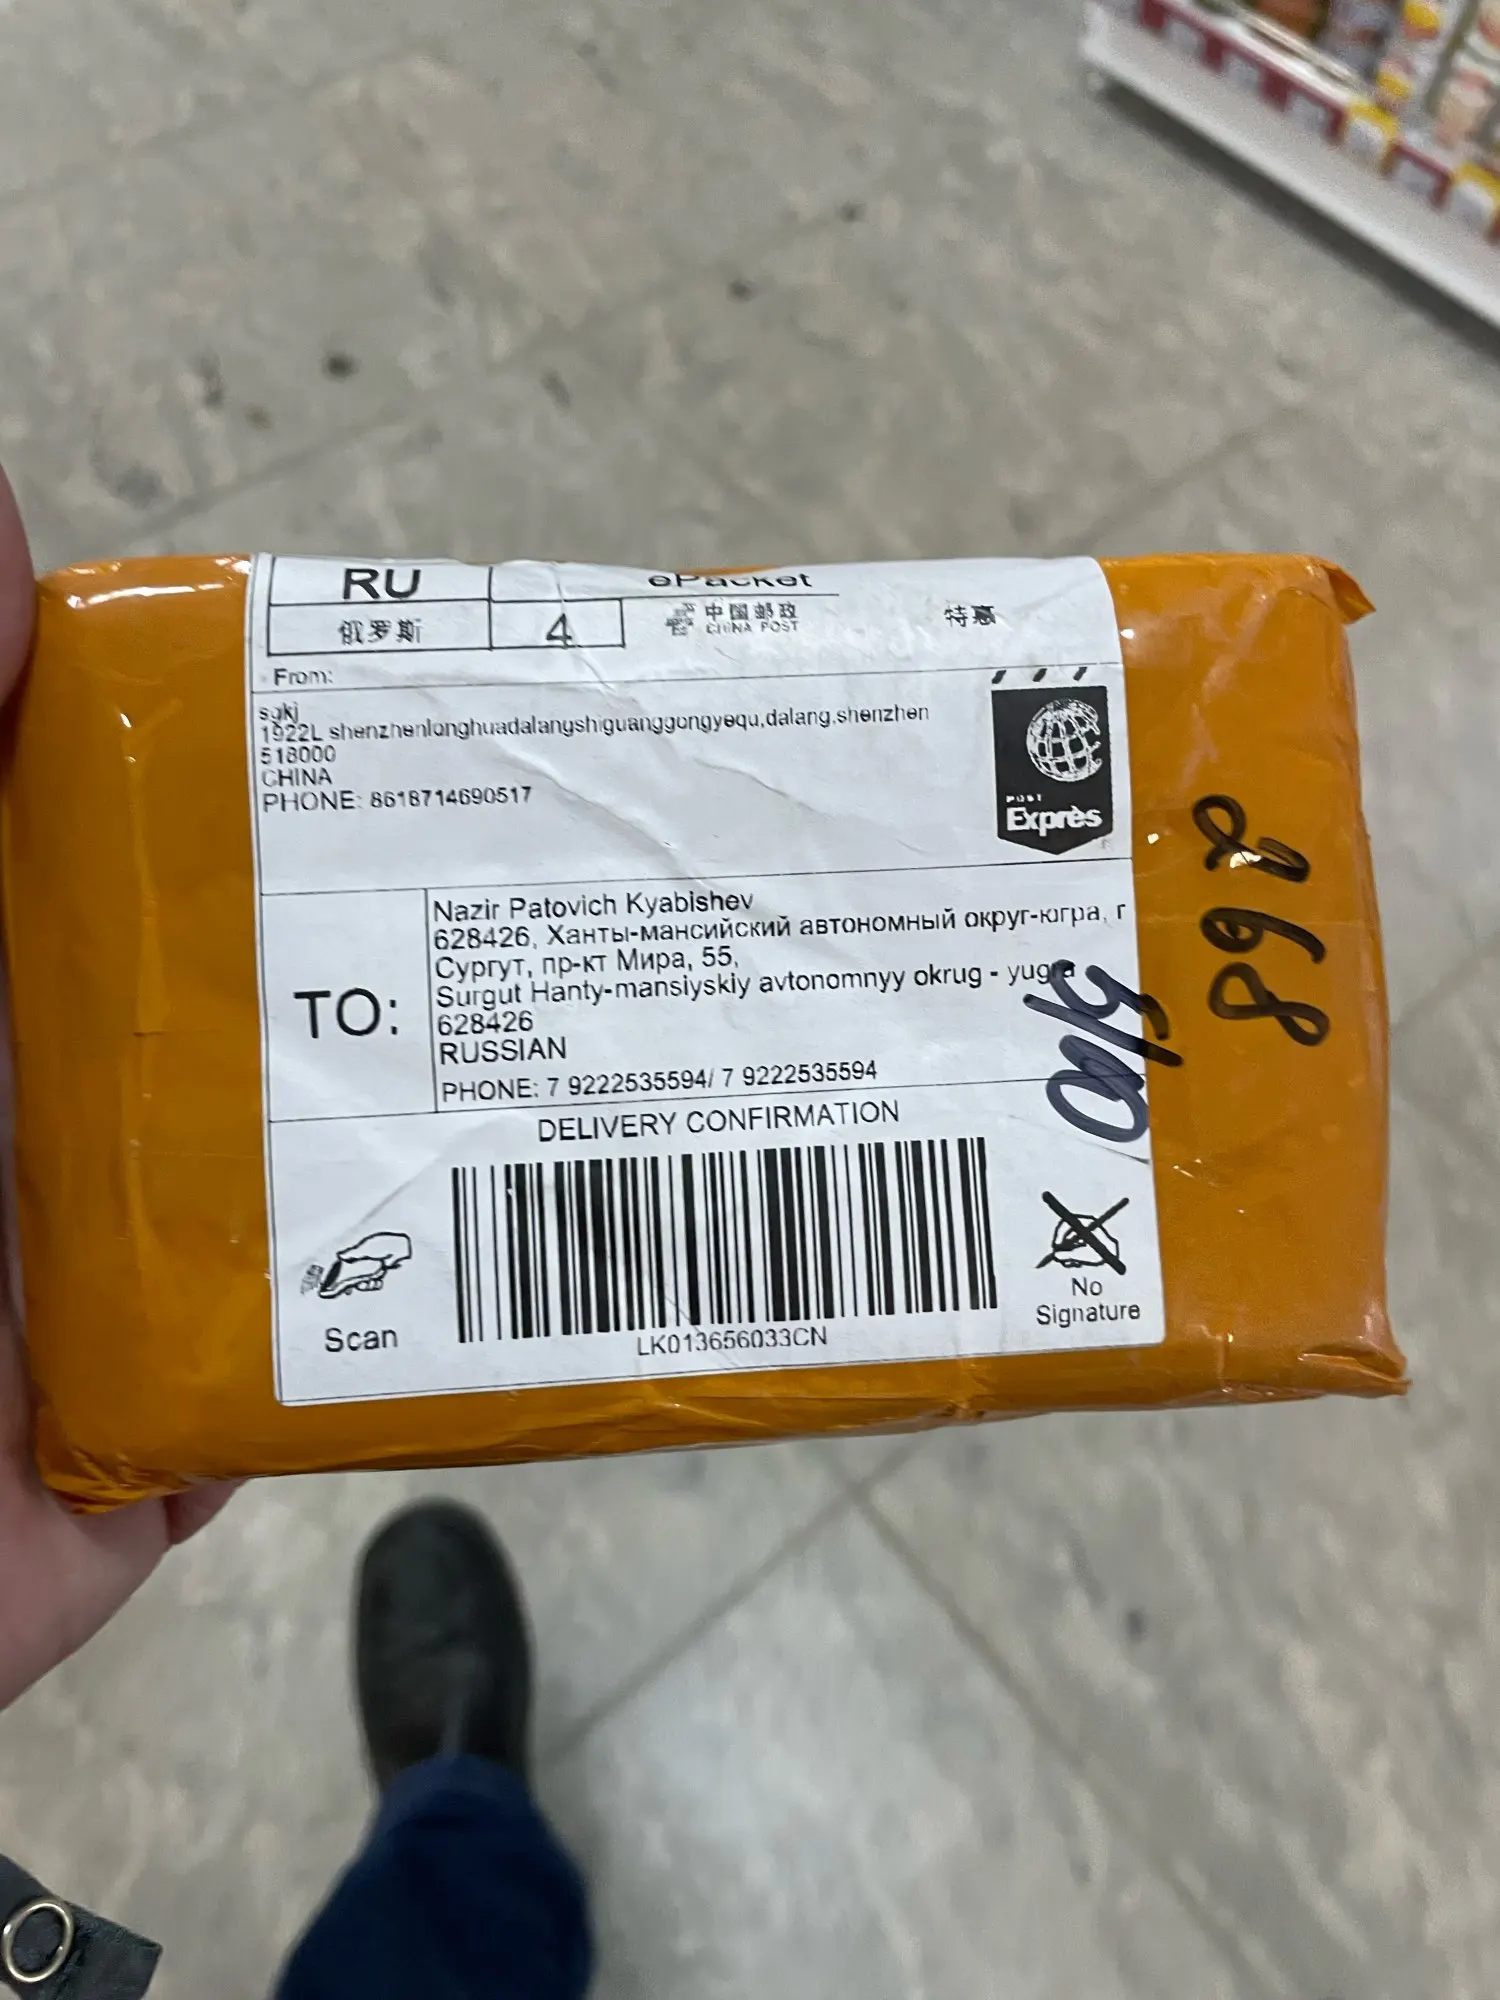 RU
ePacket
俄罗斯
4
中国邮政
CHINA POST
特惠
From:
sgkj
1922L shenzhenlonghuadalangshiguanggongyequ,dalang,shenzhen
518000
CHINA
PHONE: 8618714690517
POST
Exprès
TO:
Nazir Patovich Kyabishev
628426, Ханты-мансийский автономный округ-югра, г
Сургут, пр-кт Мира, 55,
Surgut Hanty-mansiyskiy avtonomnyy okrug - yugra
628426
RUSSIAN
PHONE: 7 9222535594/ 7 9222535594
DELIVERY CONFIRMATION
Scan
LK013656033CN
No
Signature